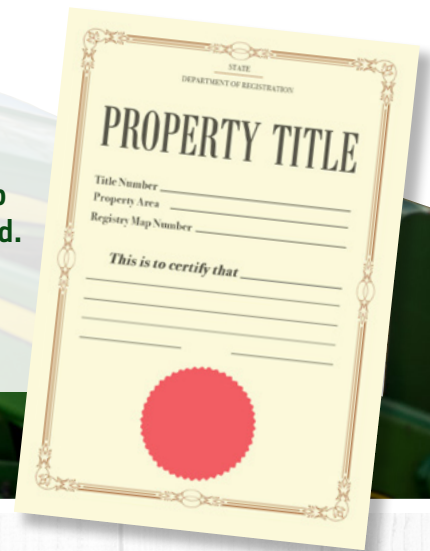 d.
STATE
DEPARTMENT OF REGISTRATION
PROPERTY TITLE
Title Number
Property Area
Registry Map Number
This is to certify that